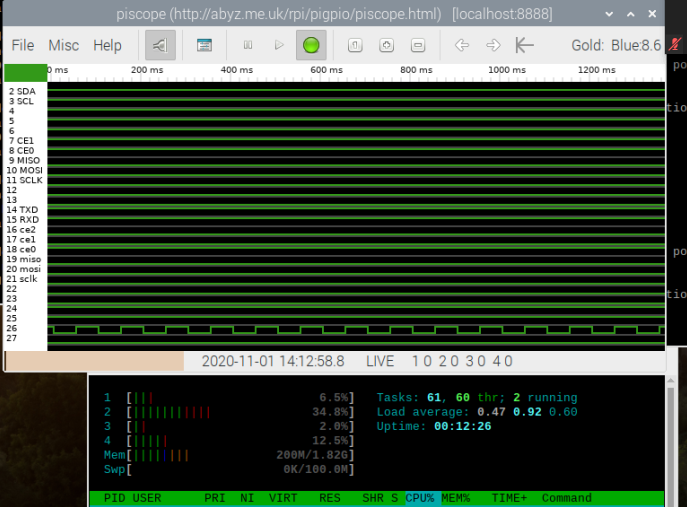 piscope (http://abyz.me.uk/rpi/pigpio/piscope.html) [localhost:8888]
File Misc Help Gold: Blue:8.6
0 ms 200 ms 400 ms 600 ms 800 ms 1000 ms 1200 ms
po
2 SDA
3 SCL
tio
4
5
6
7 CE1
8 CE0
9 MISO
10 MOSI
11 SCLK
12
13
14 TXD
15 RXD
16 ce2
17 ce1
18 ce0
po
19 miso
20 mosi
21 sclk
22
23
tio
24
25
26
27
2020-11-01 14:12:58.8 LIVE 1 0 2 0 3 0 4 0
1 [||| 6.5%] Tasks: 61, 60 thr; 2 running
2 [||||||||||| 34.8%] Load average: 0.47 0.92 0.60
3 [|| 2.0%] Uptime: 00:12:26
4 [||||| 12.5%]
Mem[|||||||| 200M/1.82G]
Swp[ 0K/100.0M]
PID USER PRI NI VIRT RES SHR S CPU% MEM% TIME+ Command